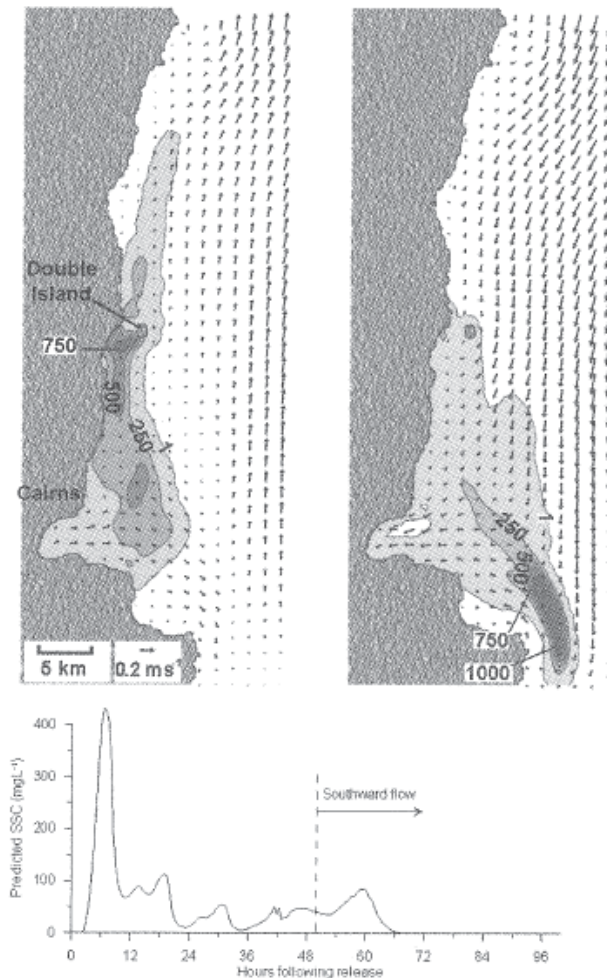 Double
Island
750
500
250
1
Cairns
5 km
0.2 ms⁻¹
250
1
500
750
1000
Predicted SSC (mgL⁻¹)
400
300
200
100
0
Southward flow
0 12 24 36 48 60 72 84 96
Hours following release